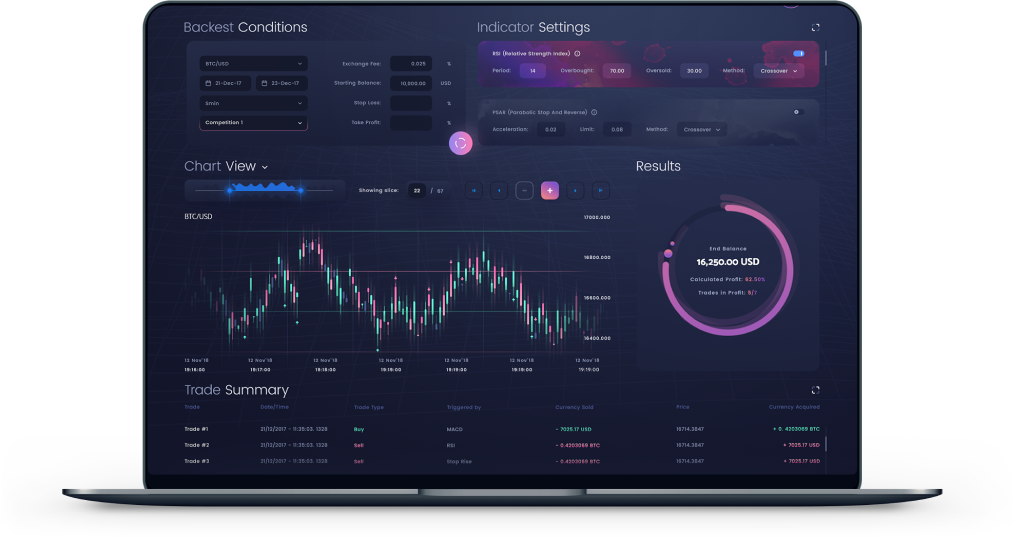 Backest Conditions
BTC/USD
21-Dec-17 23-Dec-17
5min
Competition 1
Exchange Fee: 0,025 %
Starting Balance: 10,000.00 USD
Stop Loss: %
Take Profit: %
Indicator Settings
RSI (Relative Strength Index)
Period: 14 Overbought: 70.00 Oversold: 30.00 Method: Crossover
PSAR (Parabolic Stop and Reverse)
Acceleration: 0.02 Limit: 0.08 Method: Crossover
Chart View
Showing slice: 22 / 67
BTC/USD
17000.000
16800.000
16600.000
16400.000
12 Nov'18 12 Nov'18 12 Nov'18 12 Nov'18 12 Nov'18 12 Nov'18 12 Nov'18
19:16:00 19:17:00 19:18:00 19:19:00 19:19:00 19:19:00 19:19:00
Results
End Balance
16,250.00 USD
Calculated Profit: 62.50%
Trades in Profit: 5/7
Trade Summary
Trade Date/Time Trade Type Triggered by Currency Sold Price Currency Acquired
Trade #1 21/12/2017 - 11:35:03. 1328 Buy MACD - 7025.17 USD 16714.3847 + 0. 4203069 BTC
Trade #2 21/12/2017 - 11:35:03. 1328 Sell RSI - 0.4203069 BTC 16714.3847 + 7025.17 USD
Trade #3 21/12/2017 - 11:35:03. 1328 Sell Stop Rise - 0.4203069 BTC 16714.3847 + 7025.17 USD